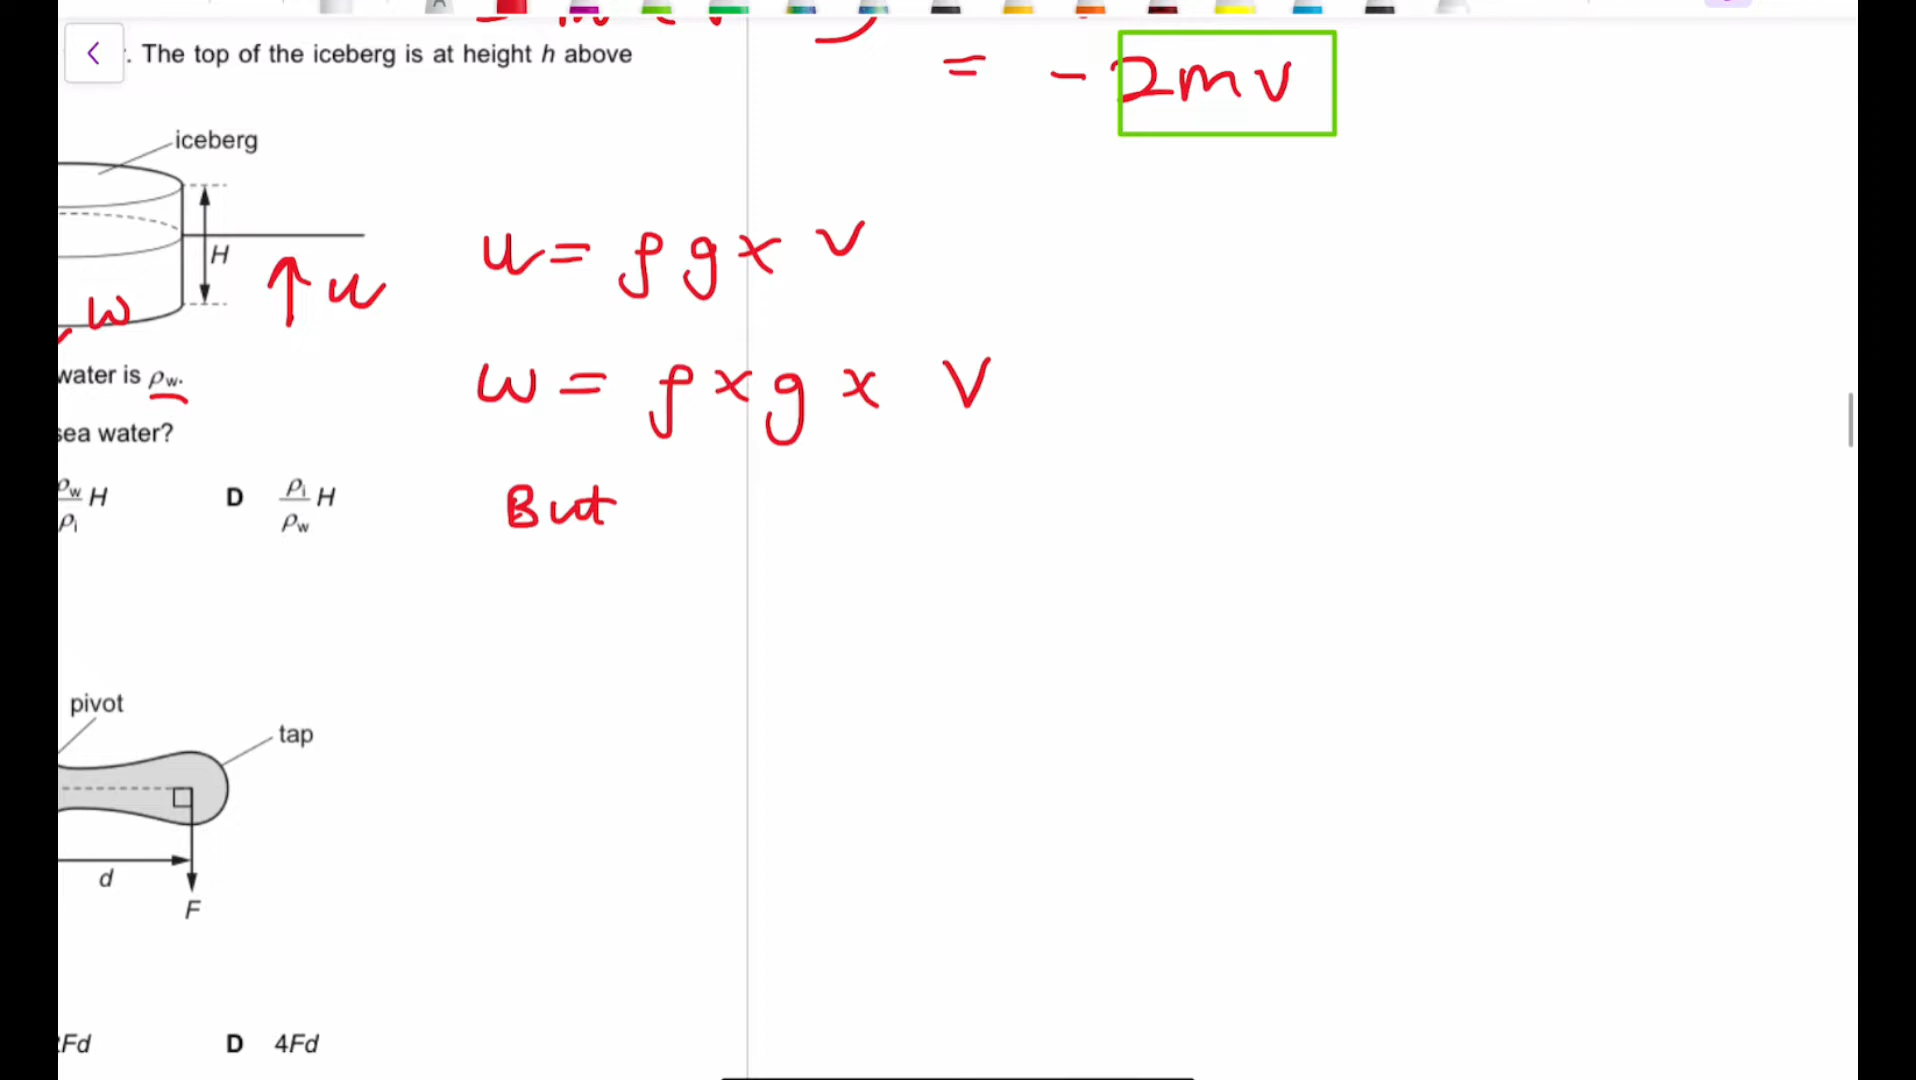 . The top of the iceberg is at height h above
= - 2mv
iceberg
H
↑ u
w
u = ρ g x v
w = ρ x g x V
water is ρw.
sea water?
ρw/ρi H
D ρi/ρw H
But
pivot
tap
d
F
Fd
D 4Fd